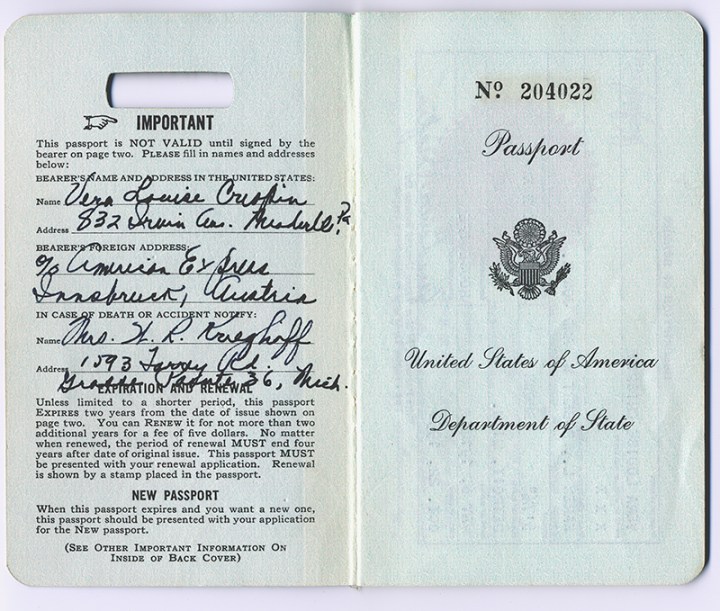 IMPORTANT
This passport is NOT VALID until signed by the
bearer on page two. PLEASE fill in names and addresses
below:
BEARER'S NAME AND ADDRESS IN THE UNITED STATES:
Name Vera Louise Crispin
Address 832 Irwin Pa
BEARER'S FOREIGN ADDRESS:
c/o American Express
Innsbruck, Austria
IN CASE OF DEATH OR ACCIDENT NOTIFY:
Name Mrs. R. Krieghoff
Address 1593 Rd.
Grosse Pointe 36, Mich.
EXPIRATION AND RENEWAL
Unless limited to a shorter period, this passport
EXPIRES two years from the date of issue shown on
page two. You can RENEW it for not more than two
additional years for a fee of five dollars. No matter
when renewed, the period of renewal MUST end four
years after date of original issue. This passport MUST
be presented with your renewal application. Renewal
is shown by a stamp placed in the passport.
NEW PASSPORT
When this passport expires and you want a new one,
this passport should be presented with your application
for the NEW passport.
(SEE OTHER IMPORTANT INFORMATION ON
INSIDE OF BACK COVER)
Nº 204022
Passport
United States of America
Department of State